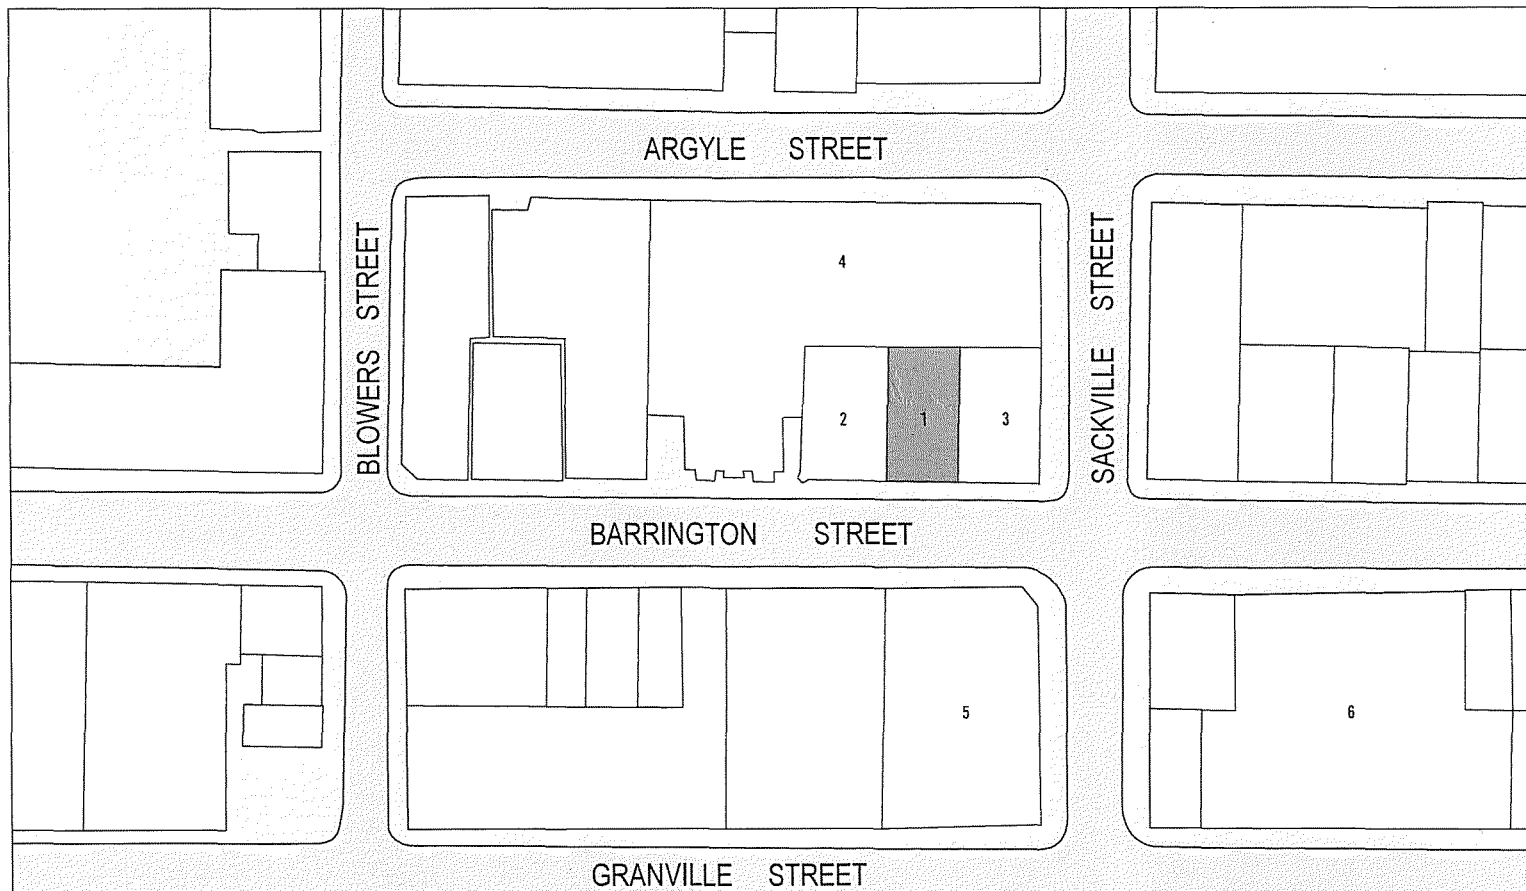 ARGYLE STREET
BLOWERS STREET
SACKVILLE STREET
4
2
1
3
BARRINGTON STREET
5
6
GRANVILLE STREET